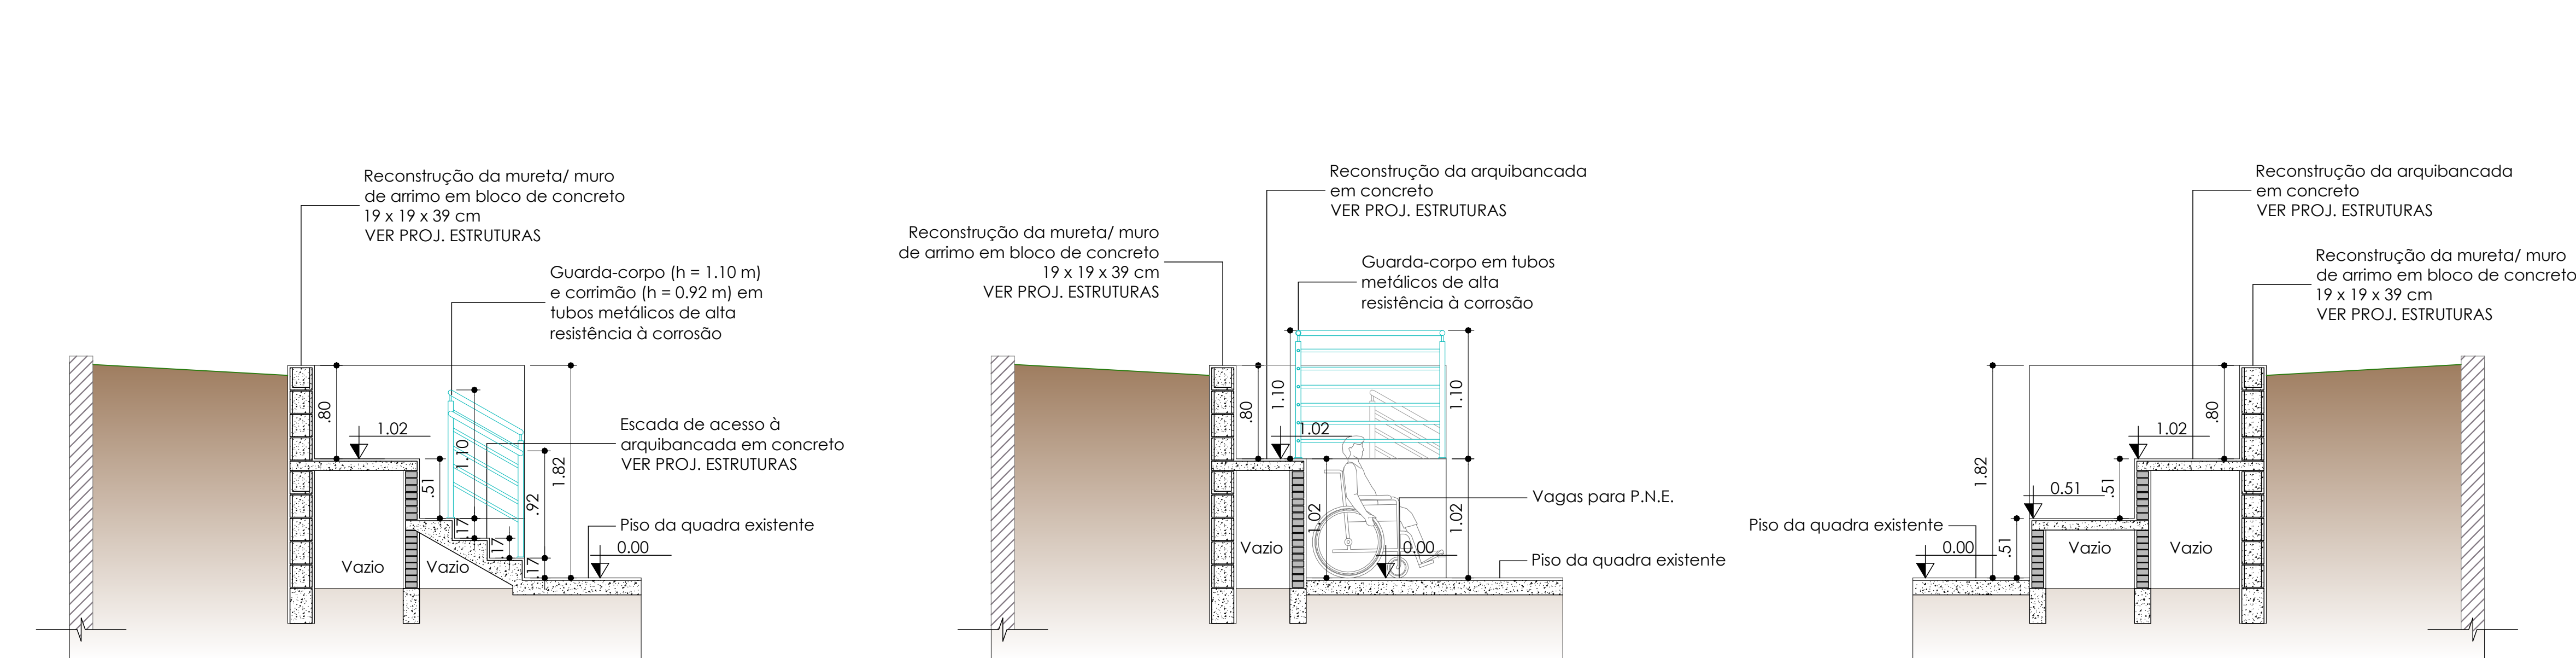 Reconstrução da mureta/ muro
de arrimo em bloco de concreto
19 x 19 x 39 cm
VER PROJ. ESTRUTURAS
Guarda-corpo (h = 1.10 m)
e corrimão (h = 0.92 m) em
tubos metálicos de alta
resistência à corrosão
Escada de acesso à
arquibancada em concreto
VER PROJ. ESTRUTURAS
Piso da quadra existente
0.00
.80
1.02
.51
1.10
.17
.17
.17
.92
1.82
Vazio
Vazio
Reconstrução da arquibancada
em concreto
VER PROJ. ESTRUTURAS
Reconstrução da mureta/ muro
de arrimo em bloco de concreto
19 x 19 x 39 cm
VER PROJ. ESTRUTURAS
Guarda-corpo em tubos
metálicos de alta
resistência à corrosão
.80
1.10
1.10
1.02
1.02
1.02
Vagas para P.N.E.
0.00
Piso da quadra existente
Vazio
Reconstrução da arquibancada
em concreto
VER PROJ. ESTRUTURAS
Reconstrução da mureta/ muro
de arrimo em bloco de concreto
19 x 19 x 39 cm
VER PROJ. ESTRUTURAS
1.82
.80
1.02
.51
0.51
.51
Piso da quadra existente
0.00
Vazio
Vazio